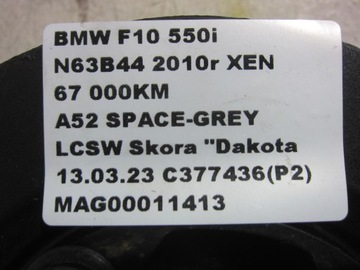 BMW F10 550i
N63B44 2010r XEN
67 000KM
A52 SPACE-GREY
LCSW Skora "Dakota
13.03.23 C377436(P2)
MAG00011413